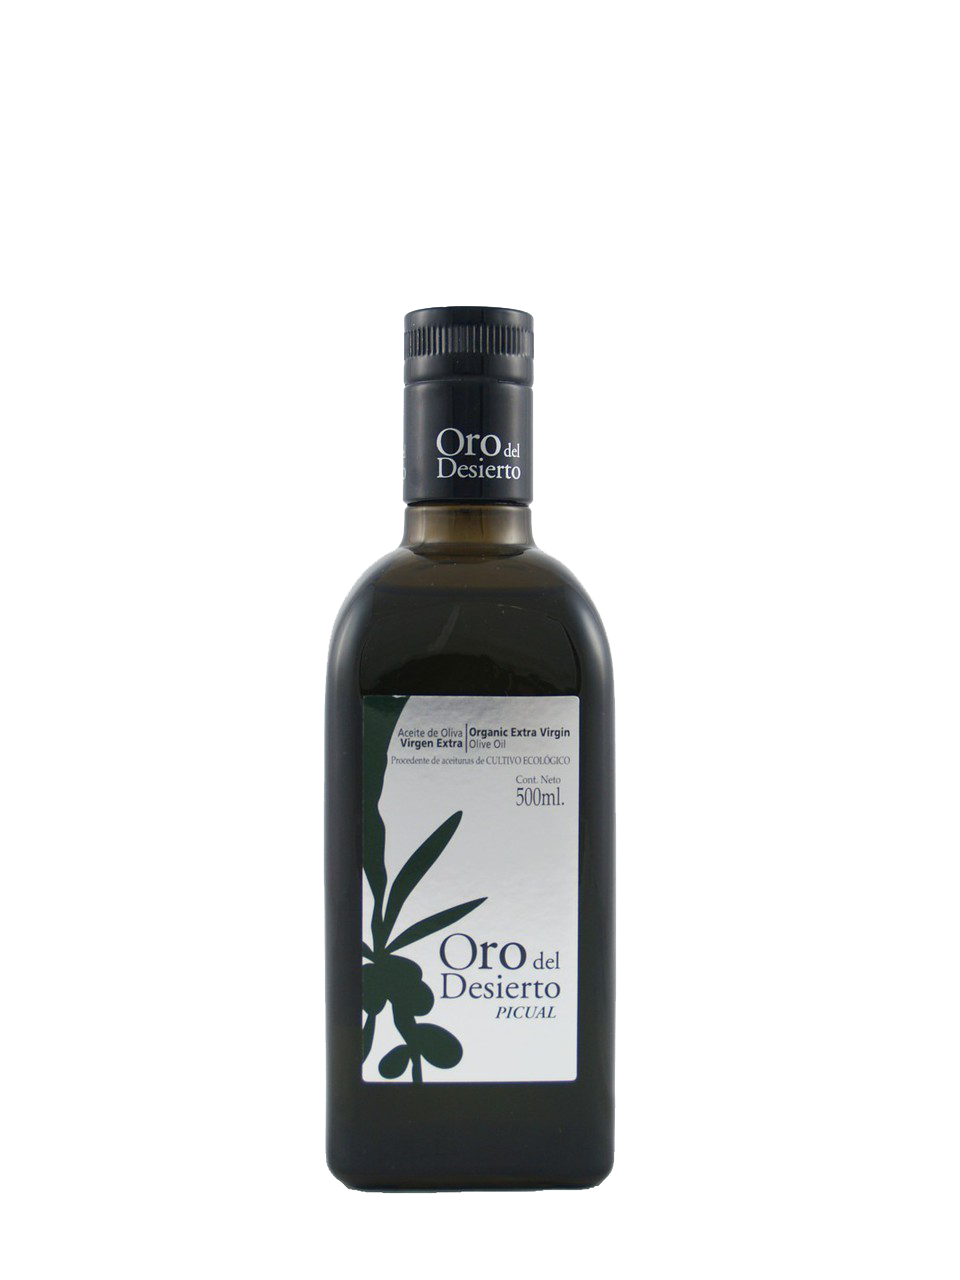 Oro del
Desierto
Aceite de Oliva
Virgen Extra
Organic Extra Virgin
Olive Oil
Procedente de aceitunas de CULTIVO ECOLÓGICO
Cont. Neto
500ml.
Oro del
Desierto
PICUAL